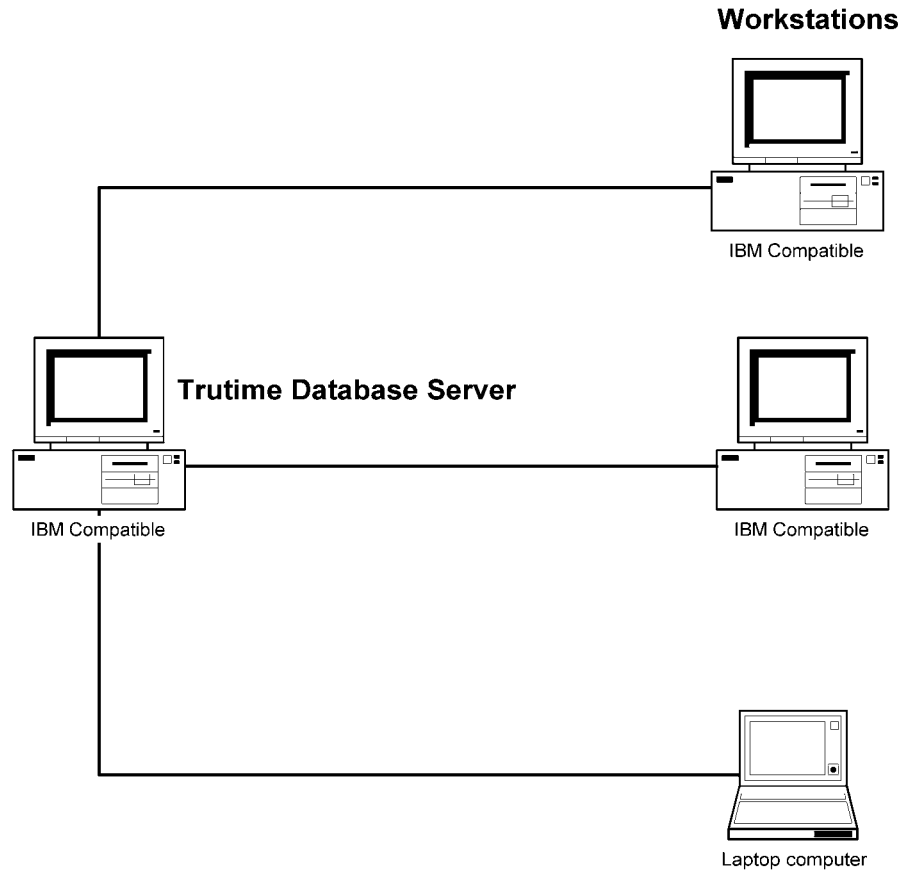 Workstations
IBM Compatible
Trutime Database Server
IBM Compatible
IBM Compatible
Laptop computer